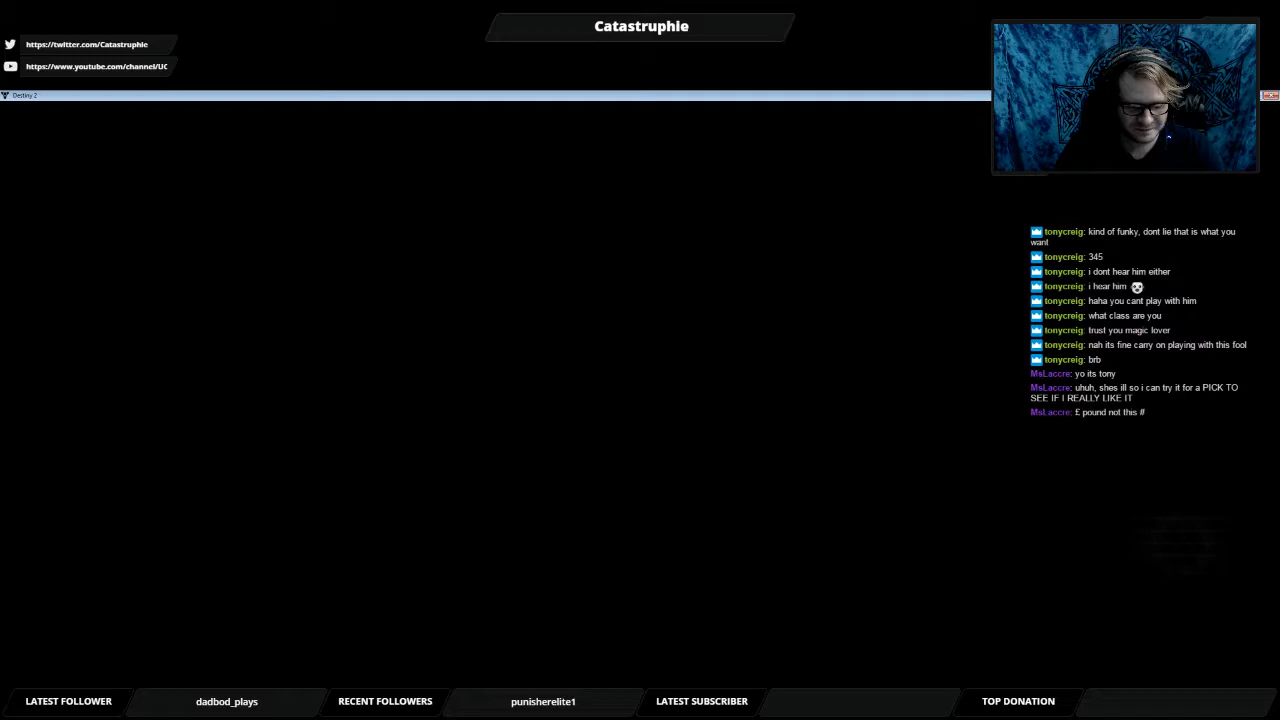 Catastruphie
https://twitter.com/Catastruphie
https://www.youtube.com/channel/UC
Destiny 2
tonycreig: kind of funky, dont lie that is what you
want
tonycreig: 345
tonycreig: i dont hear him either
tonycreig: i hear him
tonycreig: haha you cant play with him
tonycreig: what class are you
tonycreig: trust you magic lover
tonycreig: nah its fine carry on playing with this fool
tonycreig: brb
MsLaccre: yo its tony
MsLaccre: uhuh, shes ill so i can try it for a PICK TO
SEE IF I REALLY LIKE IT
MsLaccre: £ pound not this #
LATEST FOLLOWER dadbod_plays RECENT FOLLOWERS punisherelite1 LATEST SUBSCRIBER TOP DONATION